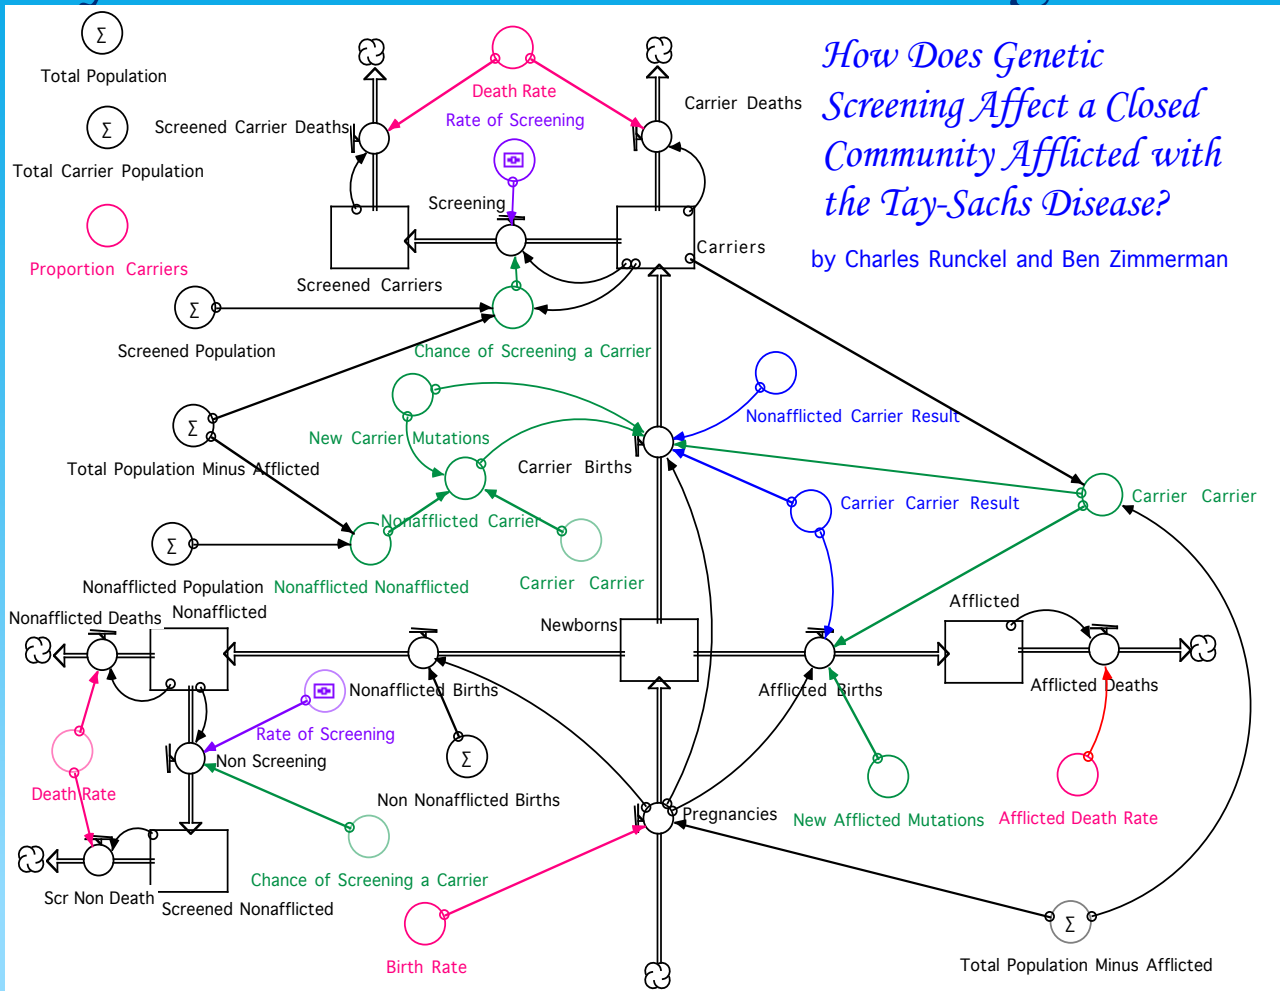 How Does Genetic
Screening Affect a Closed
Community Afflicted with
the Tay-Sachs Disease?
by Charles Runckel and Ben Zimmerman
Σ
Total Population
Σ
Total Carrier Population
Proportion Carriers
Death Rate
Rate of Screening
Carrier Deaths
Screened Carrier Deaths
Screening
Carriers
Screened Carriers
Σ
Screened Population
Chance of Screening a Carrier
Nonafflicted Carrier Result
Σ
New Carrier Mutations
Total Population Minus Afflicted
Carrier Births
Carrier Carrier
Carrier Carrier Result
Nonafflicted Carrier
Σ
Nonafflicted Population
Nonafflicted Nonafflicted
Carrier Carrier
Nonafflicted Deaths
Nonafflicted
Newborns
Afflicted
Nonafflicted Births
Afflicted Births
Afflicted Deaths
Rate of Screening
Non Screening
Σ
Death Rate
Non Nonafflicted Births
Pregnancies
New Afflicted Mutations
Afflicted Death Rate
Chance of Screening a Carrier
Scr Non Death
Screened Nonafflicted
Birth Rate
Σ
Total Population Minus Afflicted